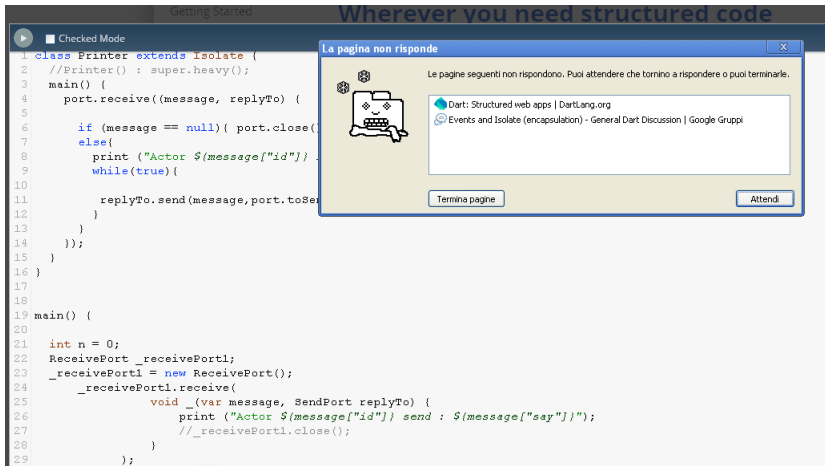 Getting Started
Wherever you need structured code
Checked Mode
1 class Printer extends Isolate {
2 //Printer() : super.heavy();
3 main() {
4 port.receive((message, replyTo) {
5
6 if (message == null){ port.close()
7 else{
8 print ("Actor ${message["id"]}
9 while(true){
10
11 replyTo.send(message,port.toSe
12 }
13 }
14 });
15 }
16 }
17
18
19 main() {
20
21 int n = 0;
22 ReceivePort _receivePort1;
23 _receivePort1 = new ReceivePort();
24 _receivePort1.receive(
25 void _(var message, SendPort replyTo) {
26 print ("Actor ${message["id"]} send : ${message["say"]}");
27 //_receivePort1.close();
28 }
29 );
La pagina non risponde
X
Le pagine seguenti non rispondono. Puoi attendere che tornino a rispondere o puoi terminarle.
Dart: Structured web apps | DartLang.org
Events and Isolate (encapsulation) - General Dart Discussion | Google Gruppi
Termina pagine
Attendi